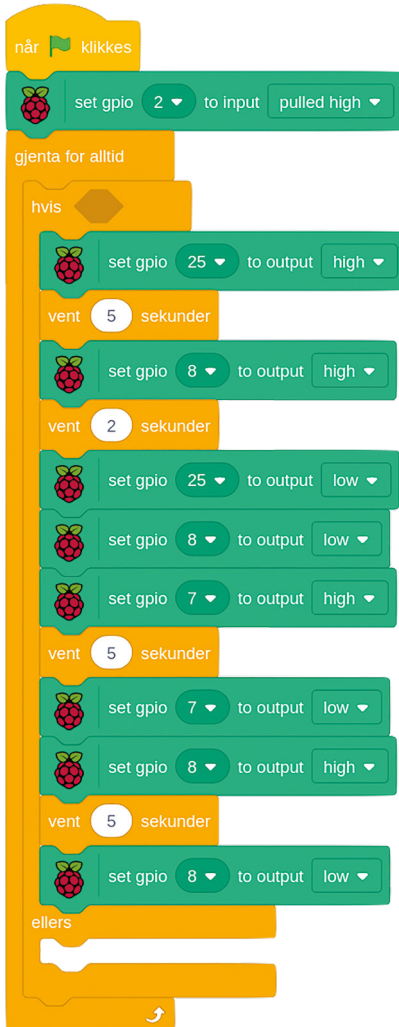 når klikkes
set gpio 2 to input pulled high
gjenta for alltid
hvis
set gpio 25 to output high
vent 5 sekunder
set gpio 8 to output high
vent 2 sekunder
set gpio 25 to output low
set gpio 8 to output low
set gpio 7 to output high
vent 5 sekunder
set gpio 7 to output low
set gpio 8 to output high
vent 5 sekunder
set gpio 8 to output low
ellers